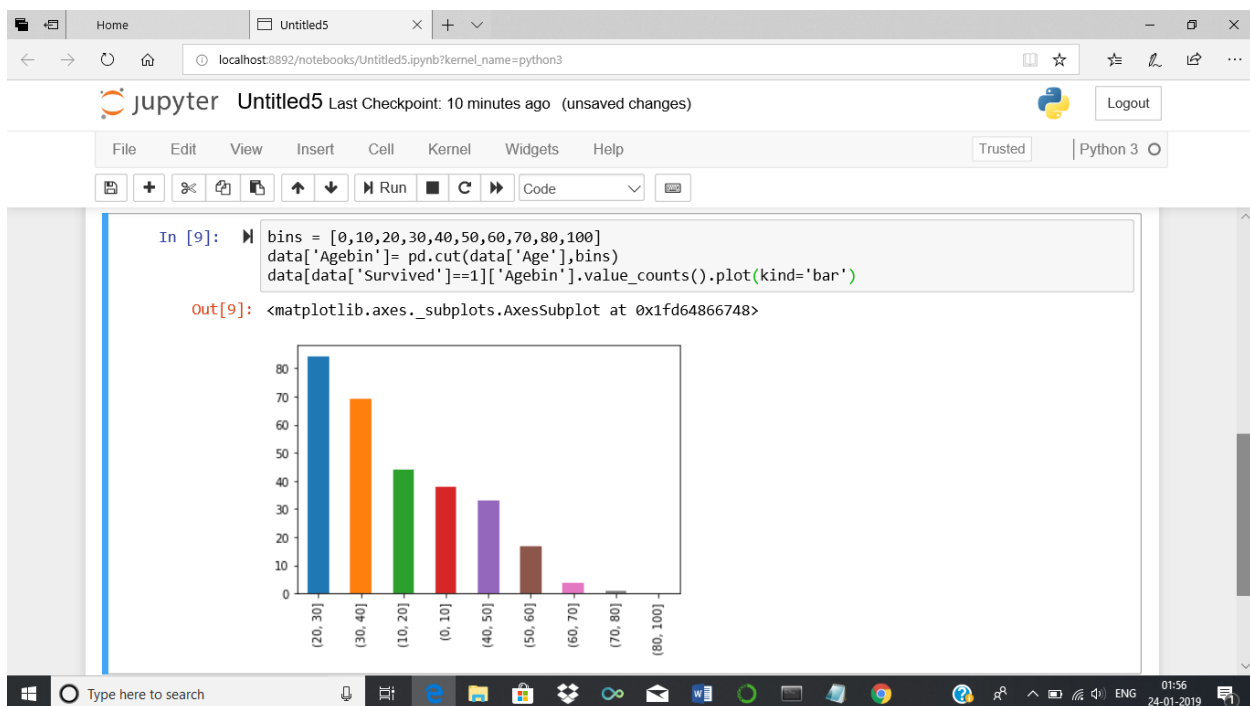 Home
Untitled5
localhost:8892/notebooks/Untitled5.ipynb?kernel_name=python3
jupyter Untitled5 Last Checkpoint: 10 minutes ago (unsaved changes)
Logout
File Edit View Insert Cell Kernel Widgets Help
Trusted
Python 3
Run
Code
In [9]:
bins = [0,10,20,30,40,50,60,70,80,100]
data['Agebin']= pd.cut(data['Age'],bins)
data[data['Survived']==1]['Agebin'].value_counts().plot(kind='bar')
Out[9]: <matplotlib.axes._subplots.AxesSubplot at 0x1fd64866748>
80
70
60
50
40
30
20
10
0
(20, 30]
(30, 40]
(10, 20]
(0, 10]
(40, 50]
(50, 60]
(60, 70]
(70, 80]
(80, 100]
Type here to search
ENG
01:56
24-01-2019